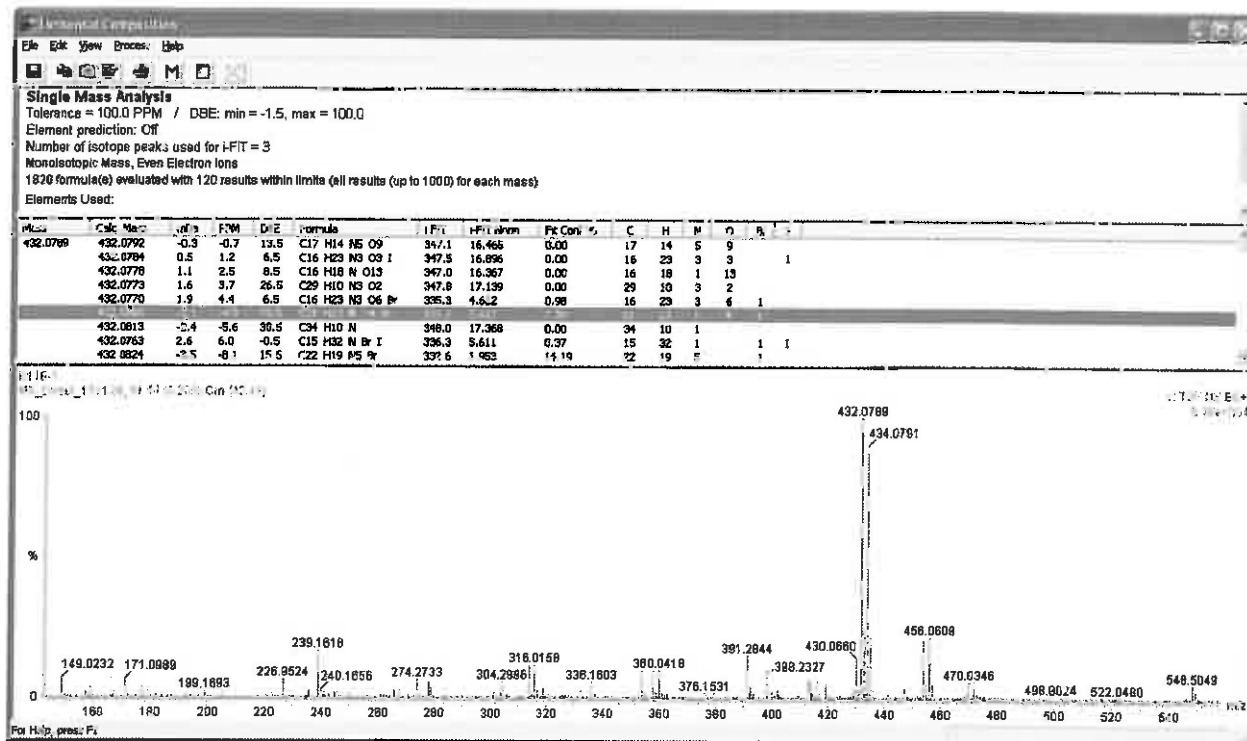 Elemental Composition
File Edit View Process Help
M
Single Mass Analysis
Tolerance = 100.0 PPM / DBE: min = -1.5, max = 100.0
Element prediction: Off
Number of isotope peaks used for i-FIT = 3
Monoisotopic Mass, Even Electron Ions
1820 formula(e) evaluated with 120 results within limits (all results (up to 1000) for each mass)
Elements Used:
Mass Calc. Mass mDa PPM DBE Formula i-FIT i-FIT Norm Fit Conf % C H N O Br I
432.0789 432.0792 -0.3 -0.7 13.5 C17 H14 N5 O9 347.1 16.465 0.00 17 14 5 9
432.0784 0.5 1.2 6.5 C16 H23 N3 O3 I 347.5 16.896 0.00 16 23 3 3 1
432.0778 1.1 2.5 8.5 C16 H18 N O13 347.0 16.367 0.00 16 18 1 13
432.0773 1.6 3.7 26.5 C29 H10 N3 O2 347.8 17.139 0.00 29 10 3 2
432.0770 1.9 4.4 6.5 C16 H23 N3 O6 Br 335.3 0.98 16 23 3 6 1
432.0813 -2.4 -5.6 30.5 C34 H10 N 348.0 17.368 0.00 34 10 1
432.0763 2.6 6.0 -0.5 C15 H32 N Br I 336.3 5.611 0.37 15 32 1 1 1
432.0824 -3.5 -8.1 15.5 C22 H19 N5 Br 332.6 1.953 14.19 22 19 5 1
100
%
0
432.0789
434.0791
149.0232
171.0989
199.1693
226.9524
239.1618
240.1656
274.2733
304.2986
316.0158
336.1603
360.0418
376.1531
391.2844
398.2327
430.0660
456.0608
470.0346
498.9024
522.0480
548.5049
160 180 200 220 240 260 280 300 320 340 360 380 400 420 440 460 480 500 520 540
m/z
For Help, press F1